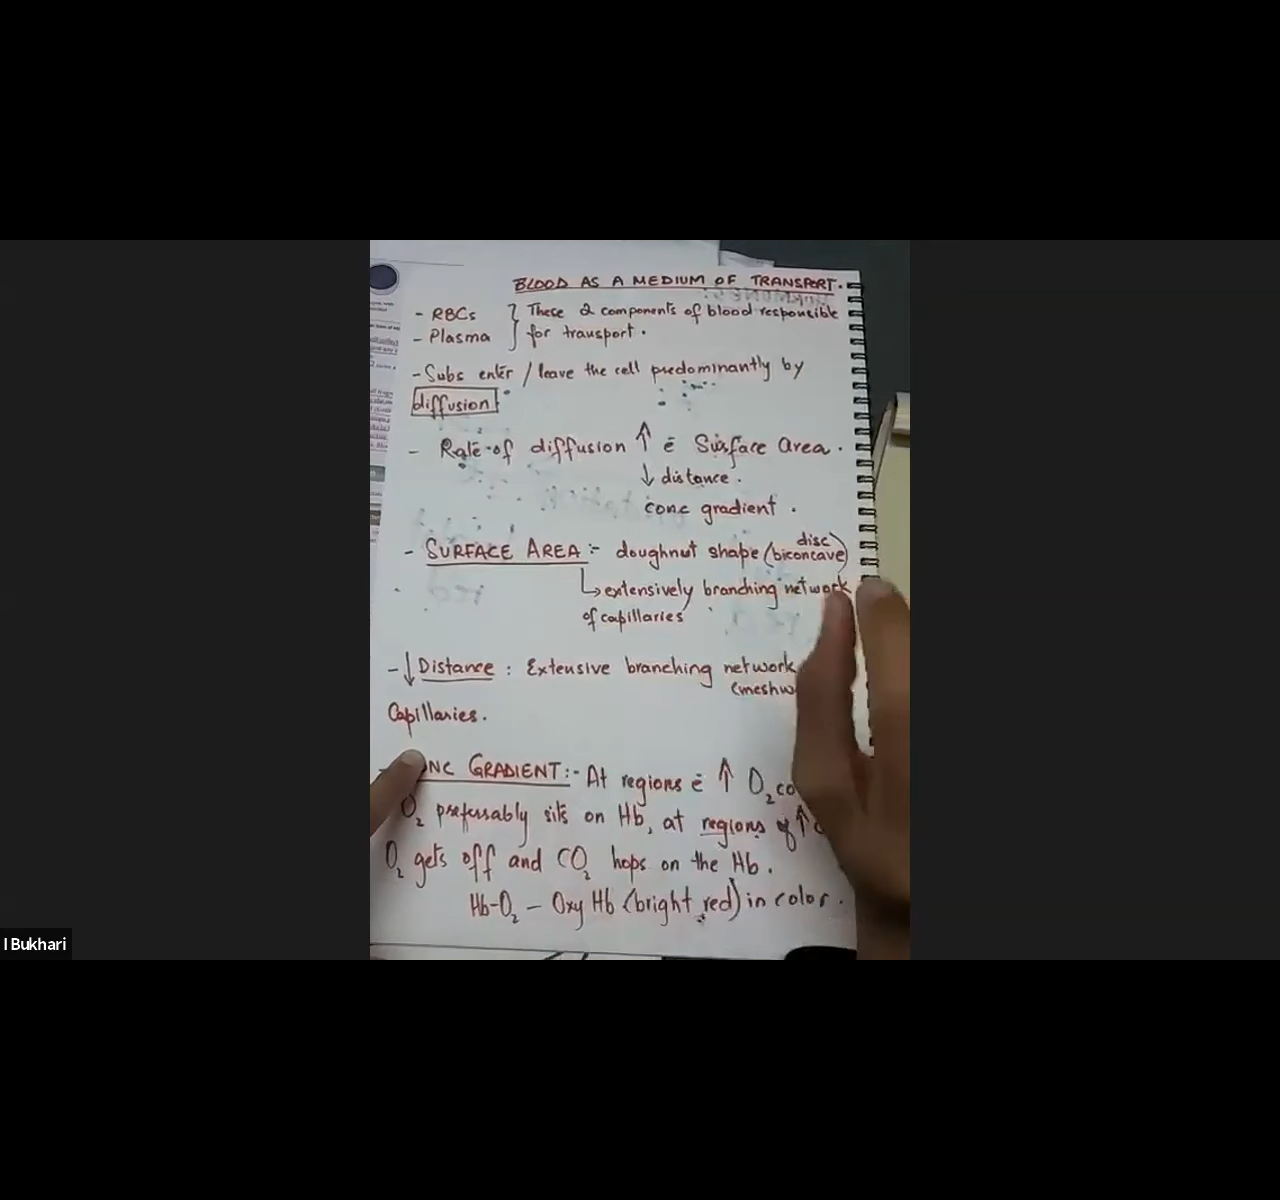 BLOOD AS A MEDIUM OF TRANSPORT.
- RBCs } These 2 components of blood responsible
- Plasma } for transport.
- Subs enter / leave the cell predominantly by
diffusion.
- Rate of diffusion ↑ ē Surface Area.
↓ distance.
conc gradient.
- SURFACE AREA :- doughnut shape (biconcave disc)
↳ extensively branching network
of capillaries
- ↓ Distance : Extensive branching network
Capillaries.
GRADIENT :- At regions ē ↑ O₂
O₂ preferrably sits on Hb, at regions of ↑
O₂ gets off and CO₂ hops on the Hb.
Hb-O₂ – Oxy Hb (bright red) in color.
I Bukhari